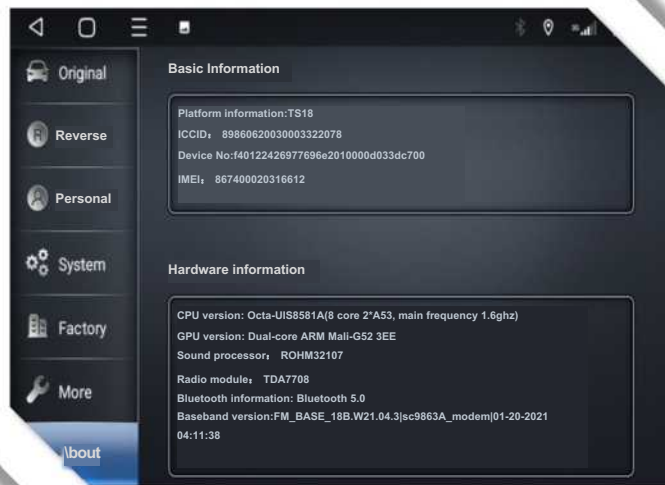 Original
Reverse
Personal
System
Factory
More
\bout
Basic Information
Platform information:TS18
ICCID： 89860620030003322078
Device No:f40122426977696e2010000d033dc700
IMEI： 867400020316612
Hardware information
CPU version: Octa-UIS8581A(8 core 2*A53, main frequency 1.6ghz)
GPU version: Dual-core ARM Mali-G52 3EE
Sound processor： ROHM32107
Radio module： TDA7708
Bluetooth information: Bluetooth 5.0
Baseband version:FM_BASE_18B.W21.04.3|sc9863A_modem|01-20-2021
04:11:38